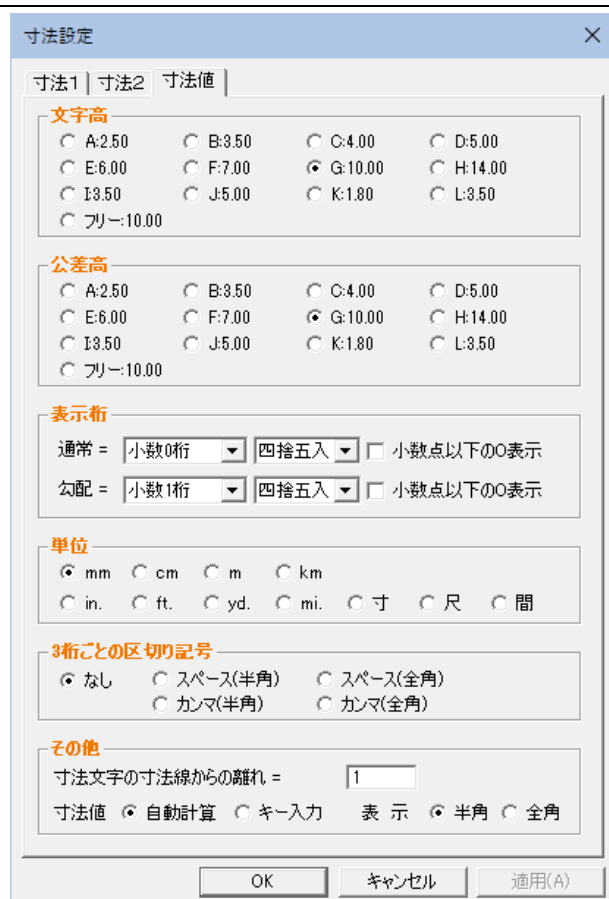 寸法設定
寸法1 寸法2 寸法値
文字高
A:2.50 B:3.50 C:4.00 D:5.00
E:6.00 F:7.00 G:10.00 H:14.00
I:3.50 J:5.00 K:1.80 L:3.50
フリー:10.00
公差高
A:2.50 B:3.50 C:4.00 D:5.00
E:6.00 F:7.00 G:10.00 H:14.00
I:3.50 J:5.00 K:1.80 L:3.50
フリー:10.00
表示桁
通常 = 小数0桁 四捨五入 小数点以下の0表示
勾配 = 小数1桁 四捨五入 小数点以下の0表示
単位
mm cm m km
in. ft. yd. mi. 寸 尺 間
3桁ごとの区切り記号
なし スペース(半角) スペース(全角)
カンマ(半角) カンマ(全角)
その他
寸法文字の寸法線からの離れ = 1
寸法値 自動計算 キー入力 表 示 半角 全角
OK キャンセル 適用(A)